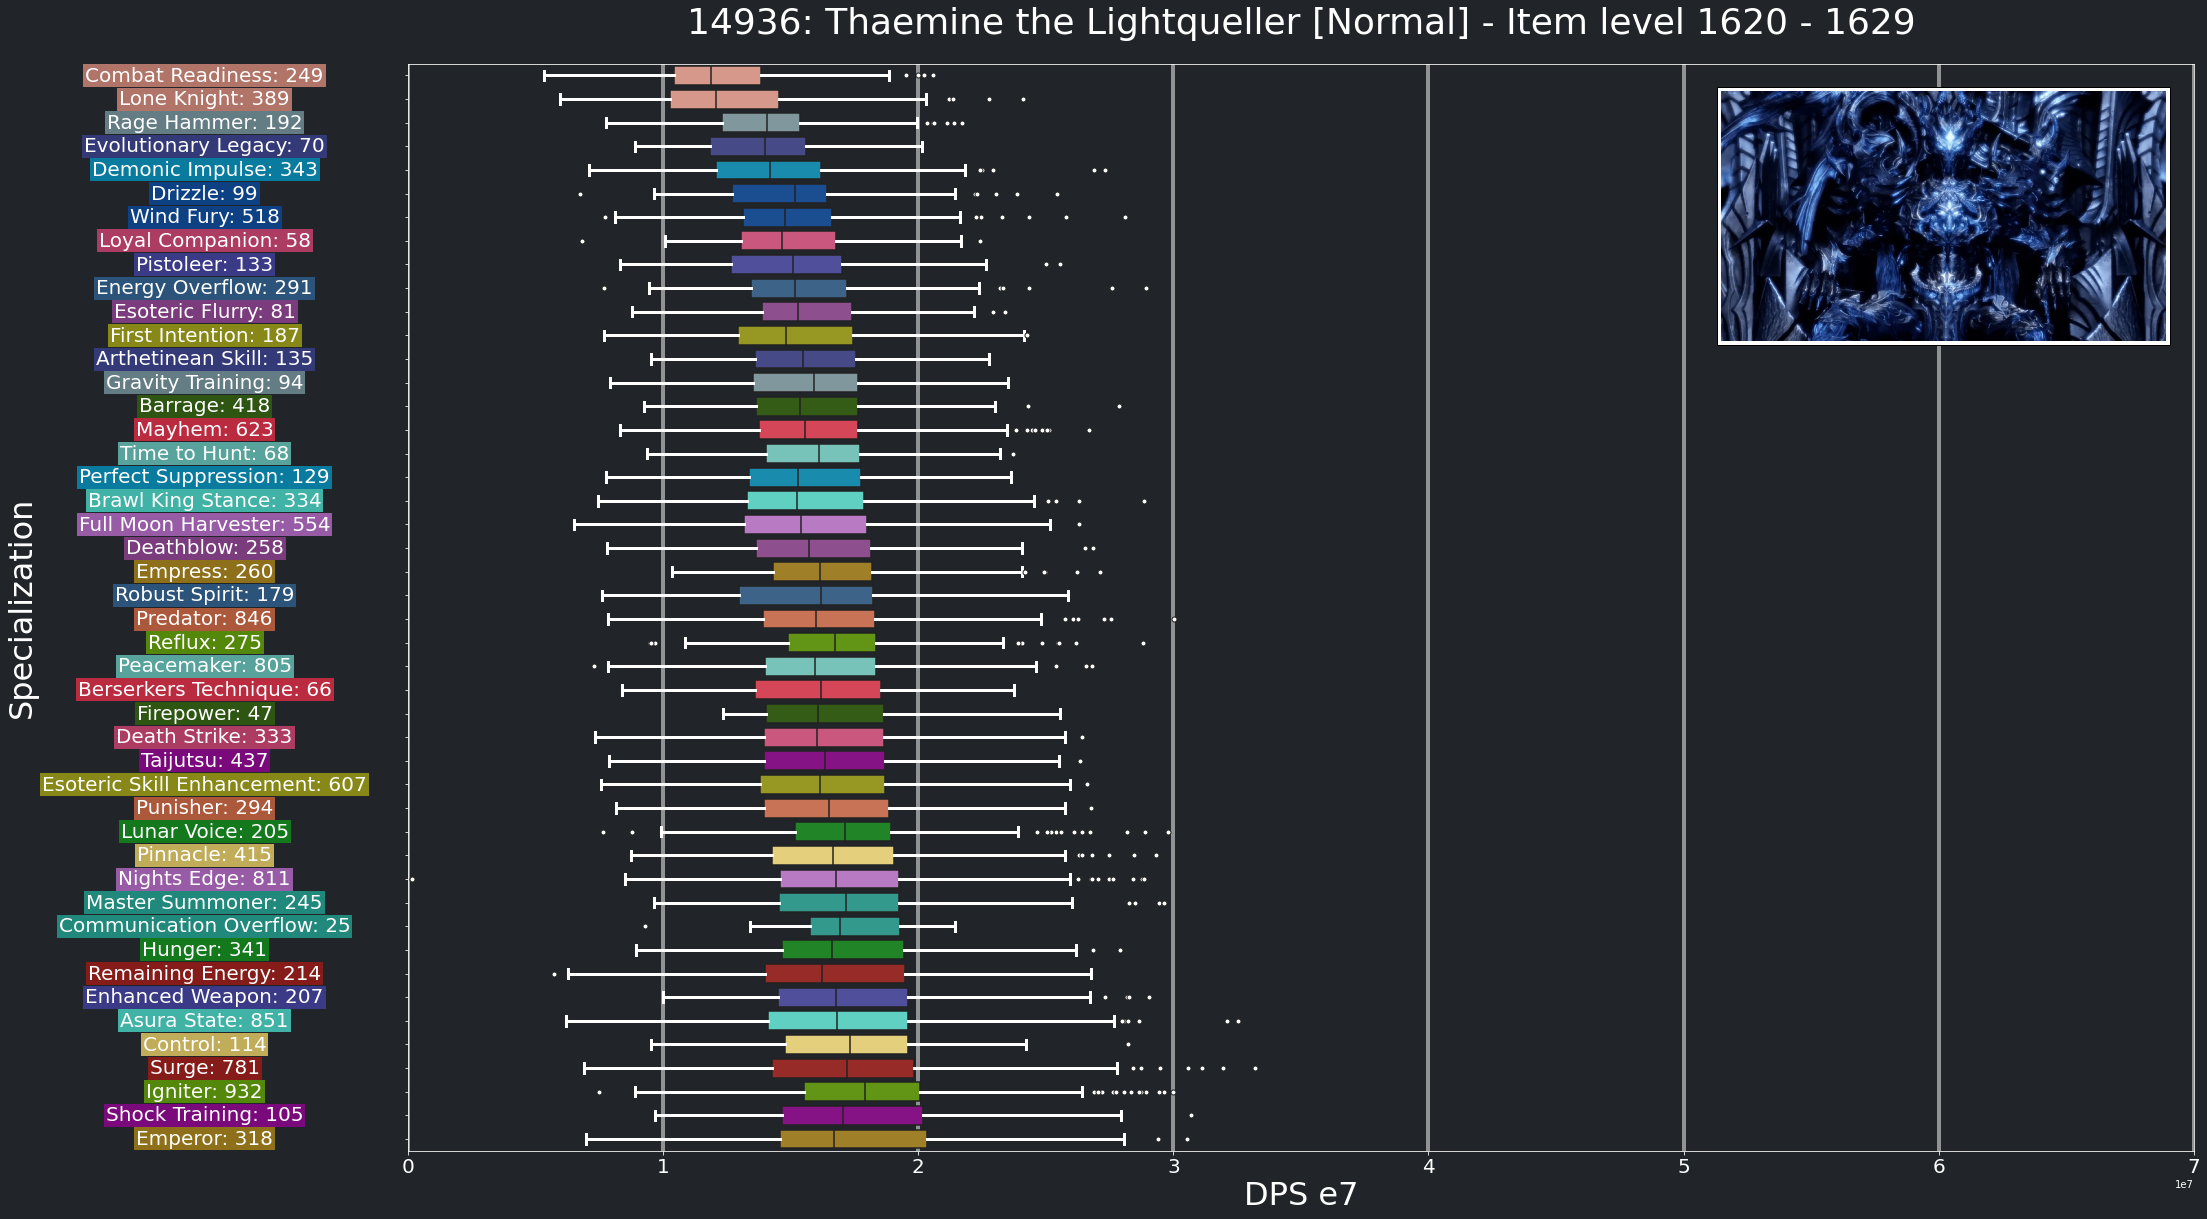 14936: Thaemine the Lightqueller [Normal] - Item level 1620 - 1629
Specialization
Combat Readiness: 249
Lone Knight: 389
Rage Hammer: 192
Evolutionary Legacy: 70
Demonic Impulse: 343
Drizzle: 99
Wind Fury: 518
Loyal Companion: 58
Pistoleer: 133
Energy Overflow: 291
Esoteric Flurry: 81
First Intention: 187
Arthetinean Skill: 135
Gravity Training: 94
Barrage: 418
Mayhem: 623
Time to Hunt: 68
Perfect Suppression: 129
Brawl King Stance: 334
Full Moon Harvester: 554
Deathblow: 258
Empress: 260
Robust Spirit: 179
Predator: 846
Reflux: 275
Peacemaker: 805
Berserkers Technique: 66
Firepower: 47
Death Strike: 333
Taijutsu: 437
Esoteric Skill Enhancement: 607
Punisher: 294
Lunar Voice: 205
Pinnacle: 415
Nights Edge: 811
Master Summoner: 245
Communication Overflow: 25
Hunger: 341
Remaining Energy: 214
Enhanced Weapon: 207
Asura State: 851
Control: 114
Surge: 781
Igniter: 932
Shock Training: 105
Emperor: 318
0 1 2 3 4 5 6 7
1e7
DPS e7